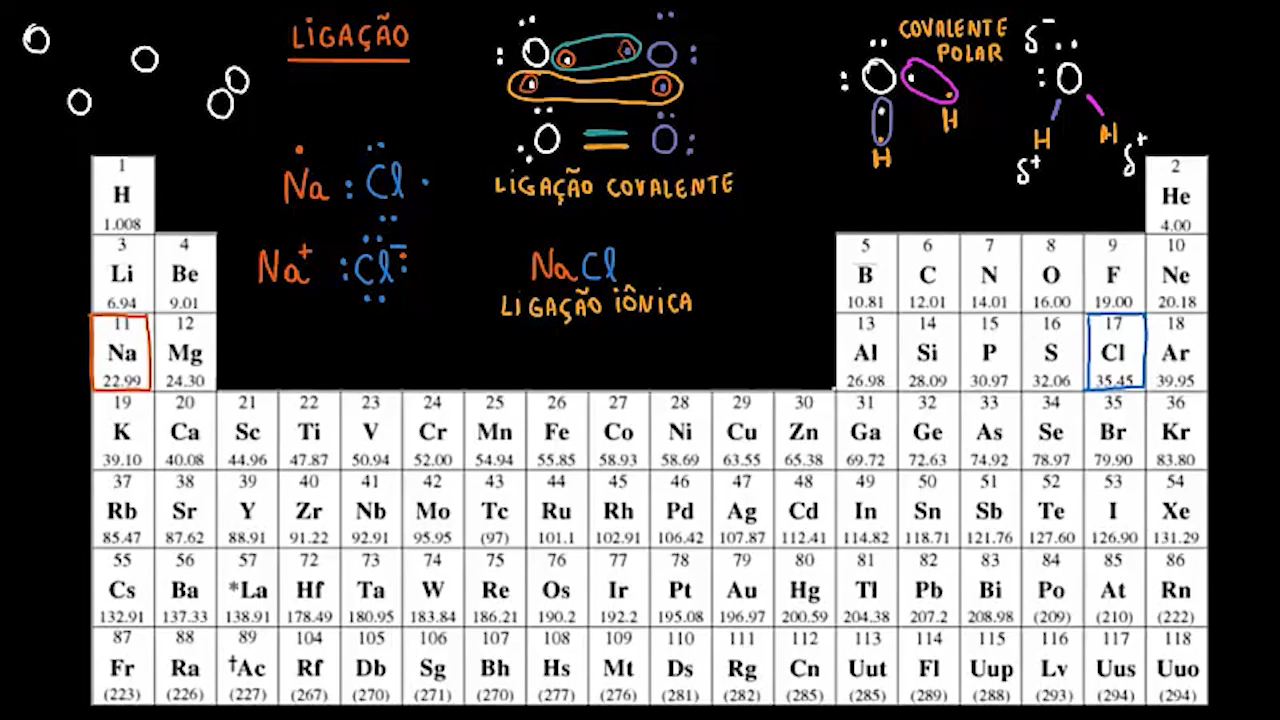 LIGAÇÃO
O O
O = O
LIGAÇÃO COVALENTE
Na Cl
Na+ Cl−
NaCl
LIGAÇÃO IÔNICA
COVALENTE
POLAR
O H
H
δ−
O
H H
δ+ δ+
1 2
H He
1.008 4.00
3 4 5 6 7 8 9 10
Li Be B C N O F Ne
6.94 9.01 10.81 12.01 14.01 16.00 19.00 20.18
11 12 13 14 15 16 17 18
Na Mg Al Si P S Cl Ar
22.99 24.30 26.98 28.09 30.97 32.06 35.45 39.95
19 20 21 22 23 24 25 26 27 28 29 30 31 32 33 34 35 36
K Ca Sc Ti V Cr Mn Fe Co Ni Cu Zn Ga Ge As Se Br Kr
39.10 40.08 44.96 47.87 50.94 52.00 54.94 55.85 58.93 58.69 63.55 65.38 69.72 72.63 74.92 78.97 79.90 83.80
37 38 39 40 41 42 43 44 45 46 47 48 49 50 51 52 53 54
Rb Sr Y Zr Nb Mo Tc Ru Rh Pd Ag Cd In Sn Sb Te I Xe
85.47 87.62 88.91 91.22 92.91 95.95 (97) 101.1 102.91 106.42 107.87 112.41 114.82 118.71 121.76 127.60 126.90 131.29
55 56 57 72 73 74 75 76 77 78 79 80 81 82 83 84 85 86
Cs Ba *La Hf Ta W Re Os Ir Pt Au Hg Tl Pb Bi Po At Rn
132.91 137.33 138.91 178.49 180.95 183.84 186.21 190.2 192.2 195.08 196.97 200.59 204.38 207.2 208.98 (209) (210) (222)
87 88 89 104 105 106 107 108 109 110 111 112 113 114 115 116 117 118
Fr Ra †Ac Rf Db Sg Bh Hs Mt Ds Rg Cn Uut Fl Uup Lv Uus Uuo
(223) (226) (227) (267) (270) (271) (270) (277) (276) (281) (282) (285) (285) (289) (288) (293) (294) (294)